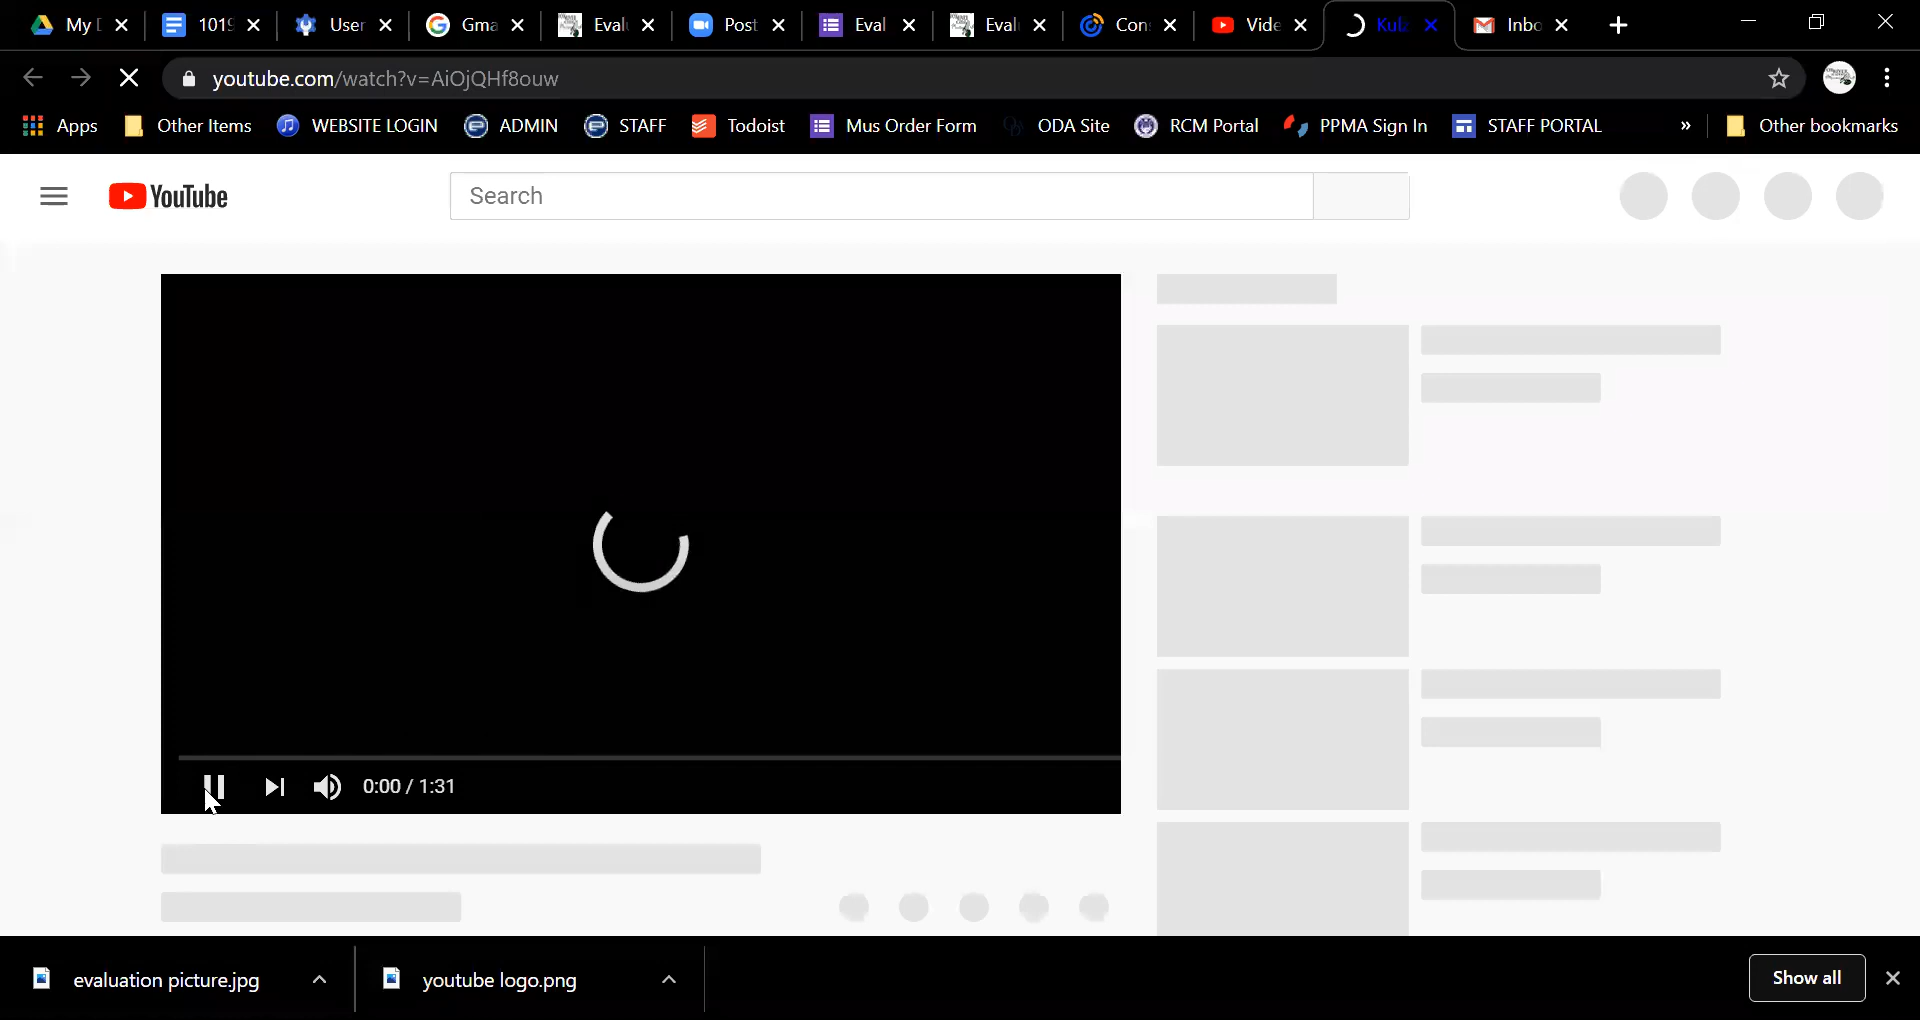 My D
1019
User
Gma
Eval
Post
Eval
Eval
Con
Vide
Kul
Inbo
youtube.com/watch?v=AiOjQHf8ouw
Apps
Other Items
WEBSITE LOGIN
ADMIN
STAFF
Todoist
Mus Order Form
ODA Site
RCM Portal
PPMA Sign In
STAFF PORTAL
»
Other bookmarks
YouTube
Search
0:00 / 1:31
evaluation picture.jpg
youtube logo.png
Show all